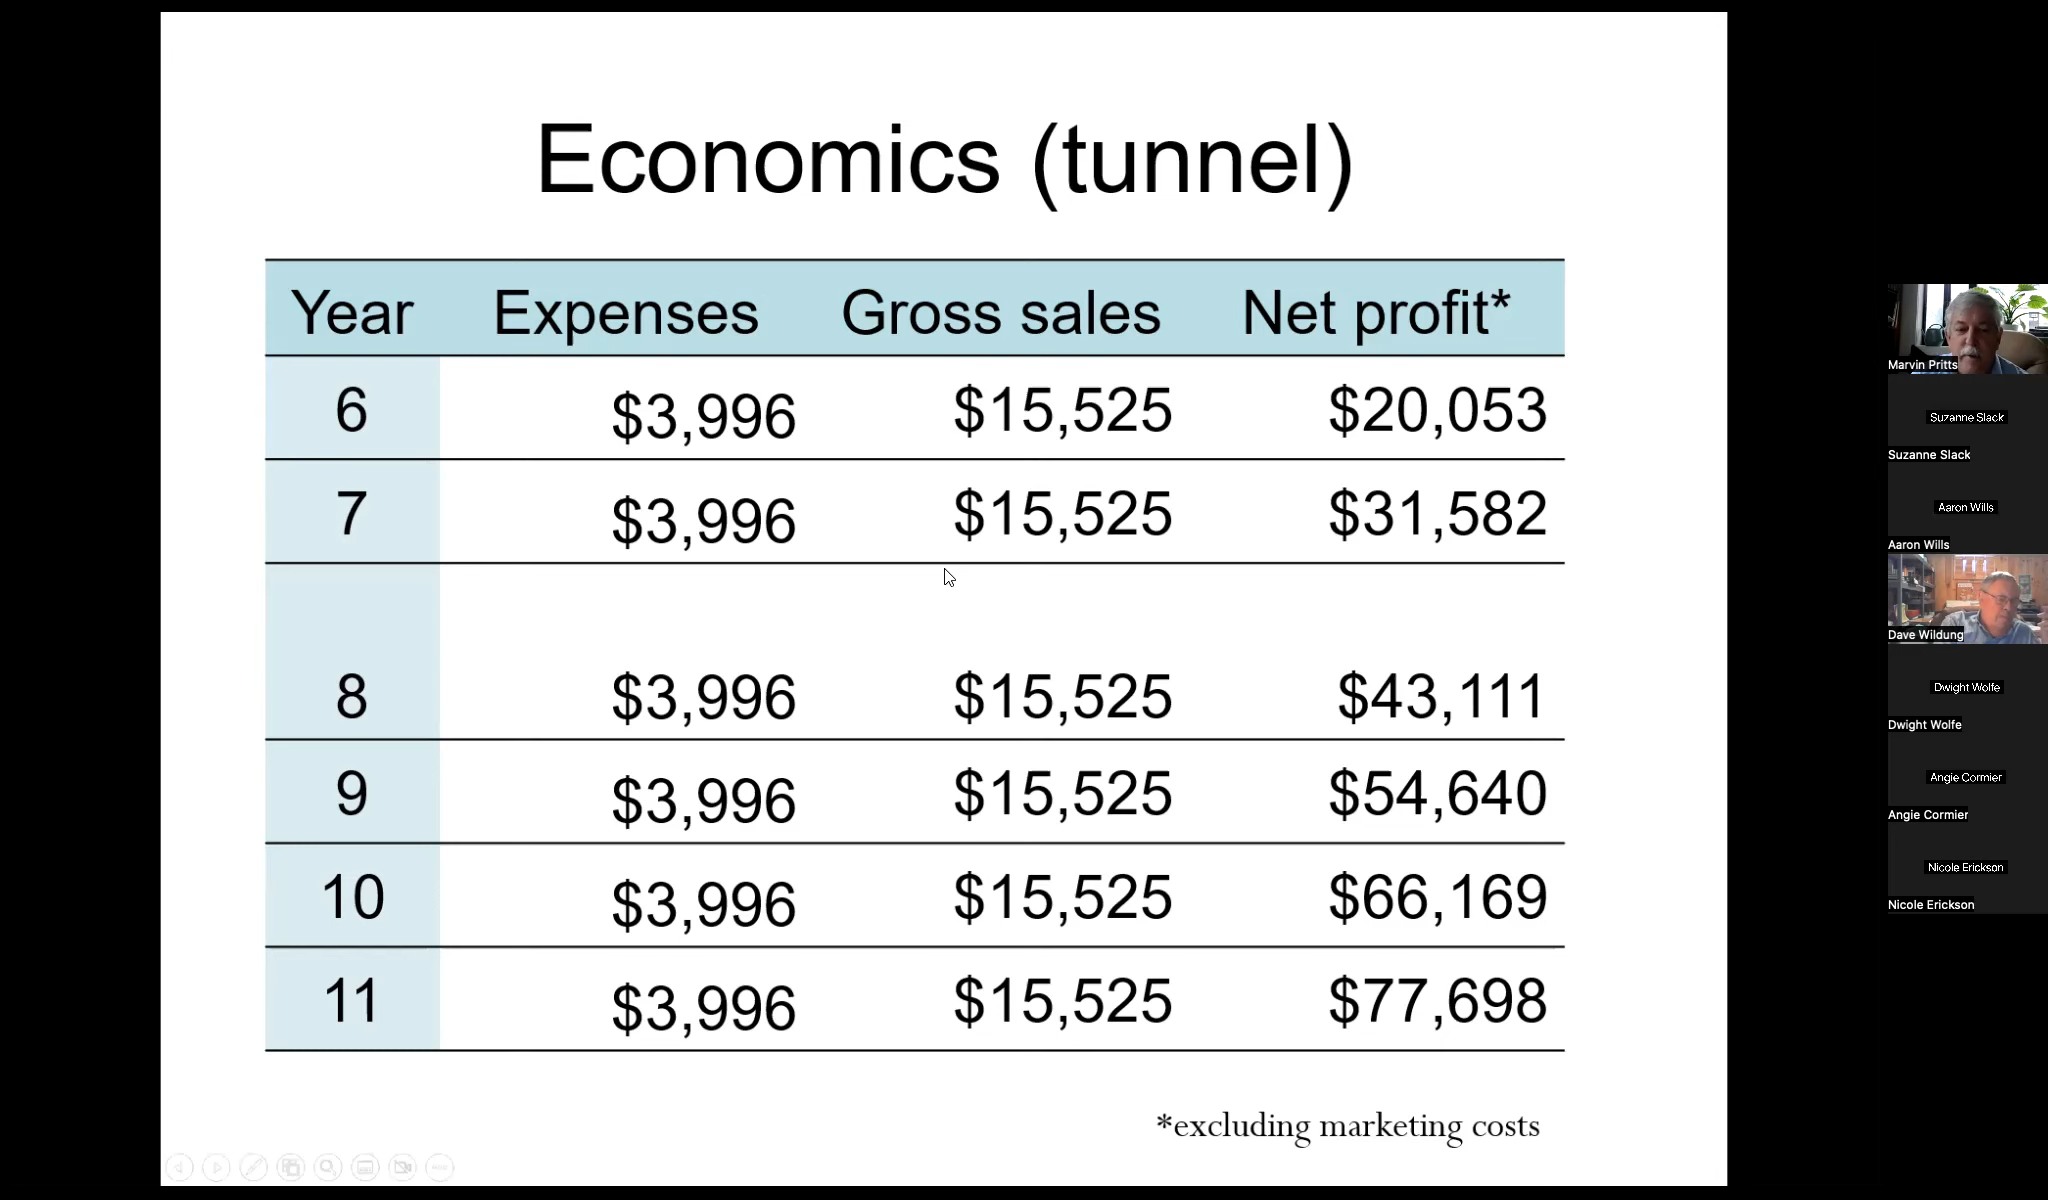 Economics (tunnel)
Year Expenses Gross sales Net profit*
6 $3,996 $15,525 $20,053
7 $3,996 $15,525 $31,582
8 $3,996 $15,525 $43,111
9 $3,996 $15,525 $54,640
10 $3,996 $15,525 $66,169
11 $3,996 $15,525 $77,698
*excluding marketing costs
Marvin Pritts
Suzanne Slack
Suzanne Slack
Aaron Wills
Aaron Wills
Dave Wildung
Dwight Wolfe
Dwight Wolfe
Angie Cormier
Angie Cormier
Nicole Erickson
Nicole Erickson